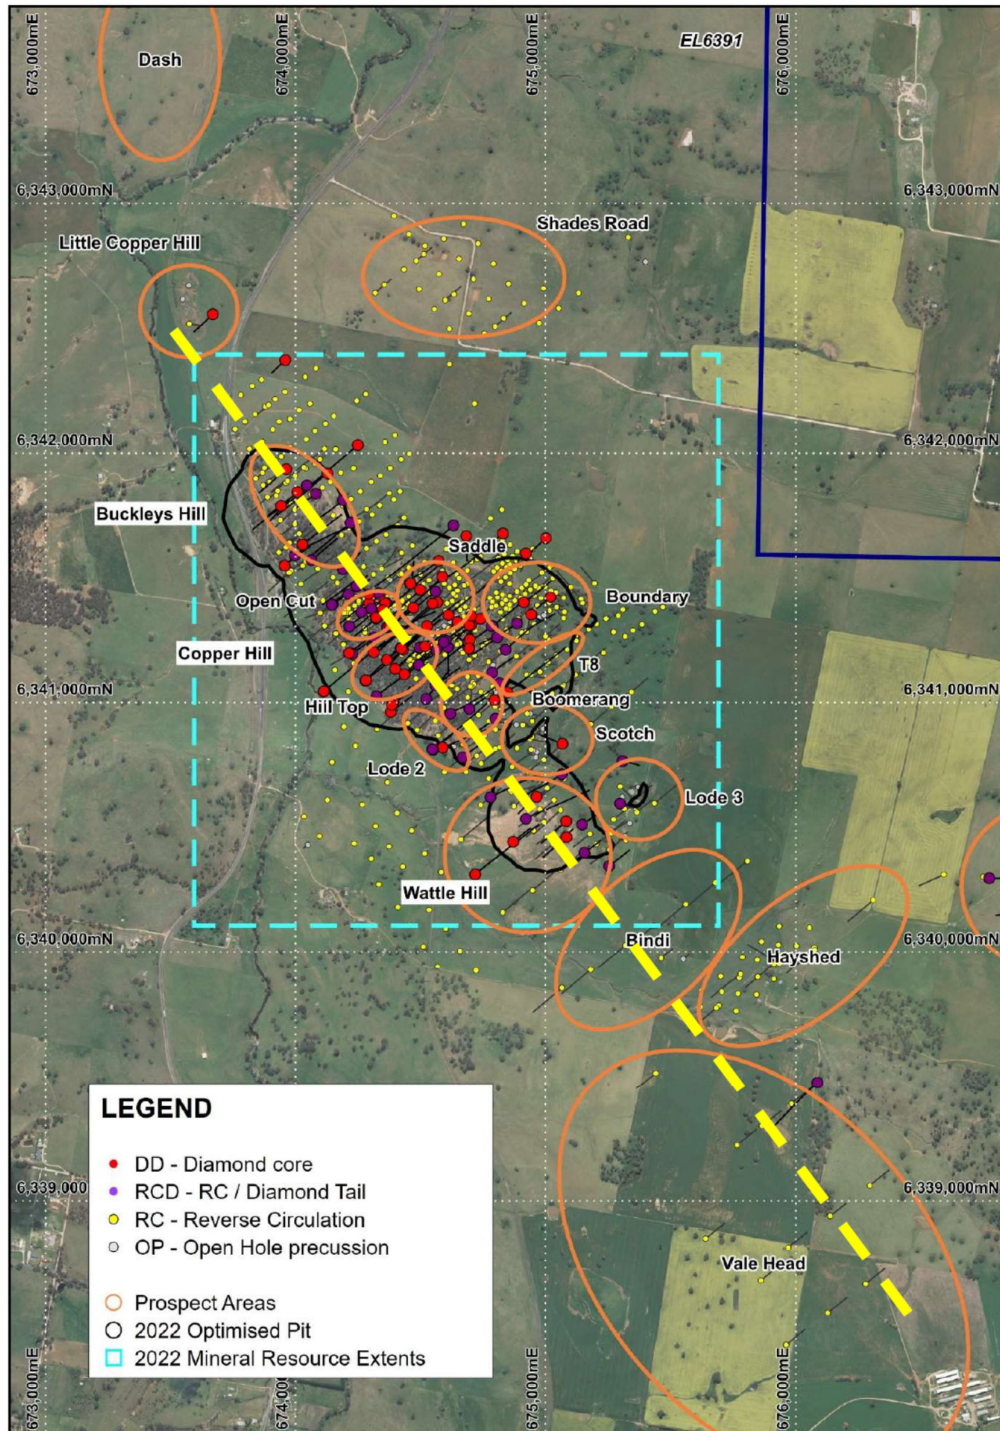 673,000mE
674,000mE
675,000mE
676,000mE
EL6391
Dash
6,343,000mN
6,343,000mN
Shades Road
Little Copper Hill
6,342,000mN
6,342,000mN
Buckleys Hill
Saddle
Open Cut
Boundary
Copper Hill
T8
6,341,000mN
6,341,000mN
Hill Top
Boomerang
Scotch
Lode 2
Lode 3
Wattle Hill
6,340,000mN
6,340,000mN
Bindi
Hayshed
LEGEND
DD - Diamond core
RCD - RC / Diamond Tail
RC - Reverse Circulation
OP - Open Hole precussion
Prospect Areas
2022 Optimised Pit
2022 Mineral Resource Extents
6,339,000mN
6,339,000mN
Vale Head
673,000mE
674,000mE
675,000mE
676,000mE